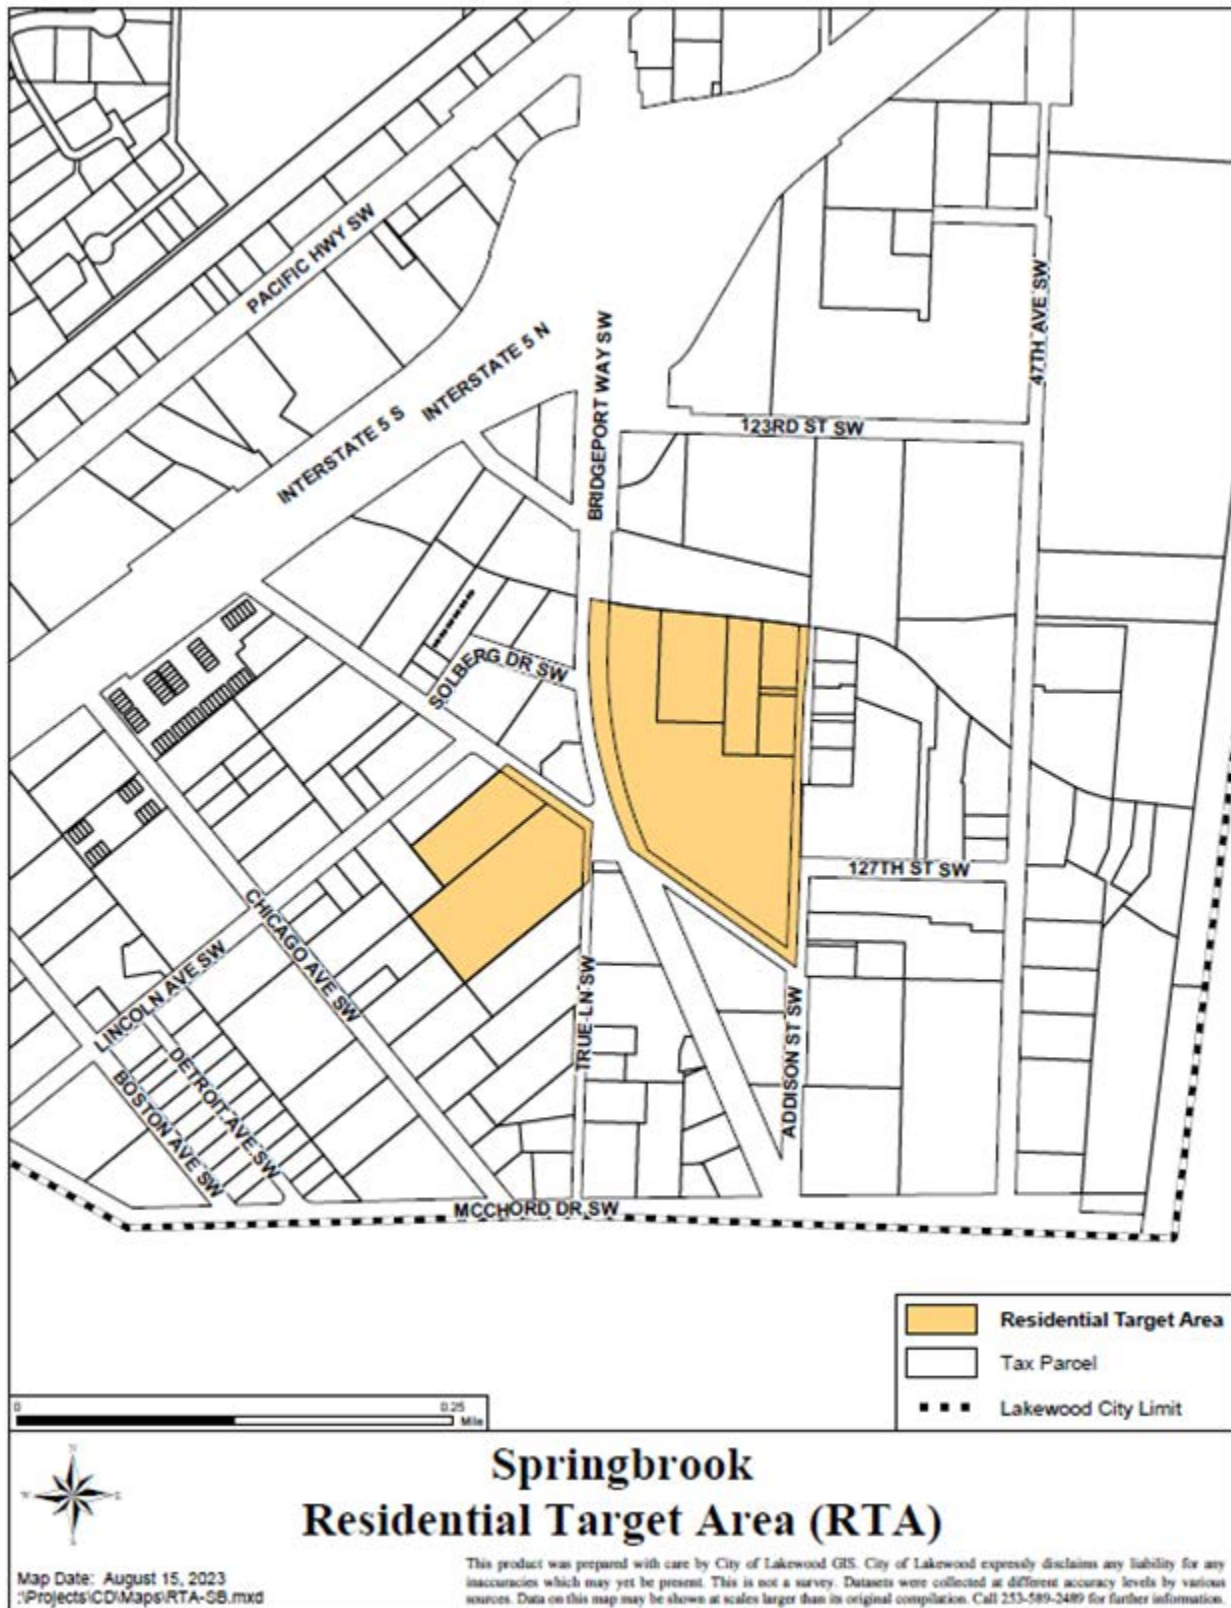 PACIFIC HWY SW
INTERSTATE 5 S
INTERSTATE 5 N
BRIDGEPORT WAY SW
47TH AVE SW
123RD ST SW
SOLBERG DR SW
127TH ST SW
CHICAGO AVE SW
LINCOLN AVE SW
DETROIT AVE SW
BOSTON AVE SW
TRUE LN SW
ADDISON ST SW
MCCHORD DR SW
Residential Target Area
Tax Parcel
Lakewood City Limit
0 0.25
Mile
N
W E
S
Springbrook
Residential Target Area (RTA)
Map Date: August 15, 2023
:\Projects\CD\Maps\RTA-SB.mxd
This product was prepared with care by City of Lakewood GIS. City of Lakewood expressly disclaims any liability for any
inaccuracies which may yet be present. This is not a survey. Datasets were collected at different accuracy levels by various
sources. Data on this map may be shown at scales larger than its original compilation. Call 253-589-2489 for further information.